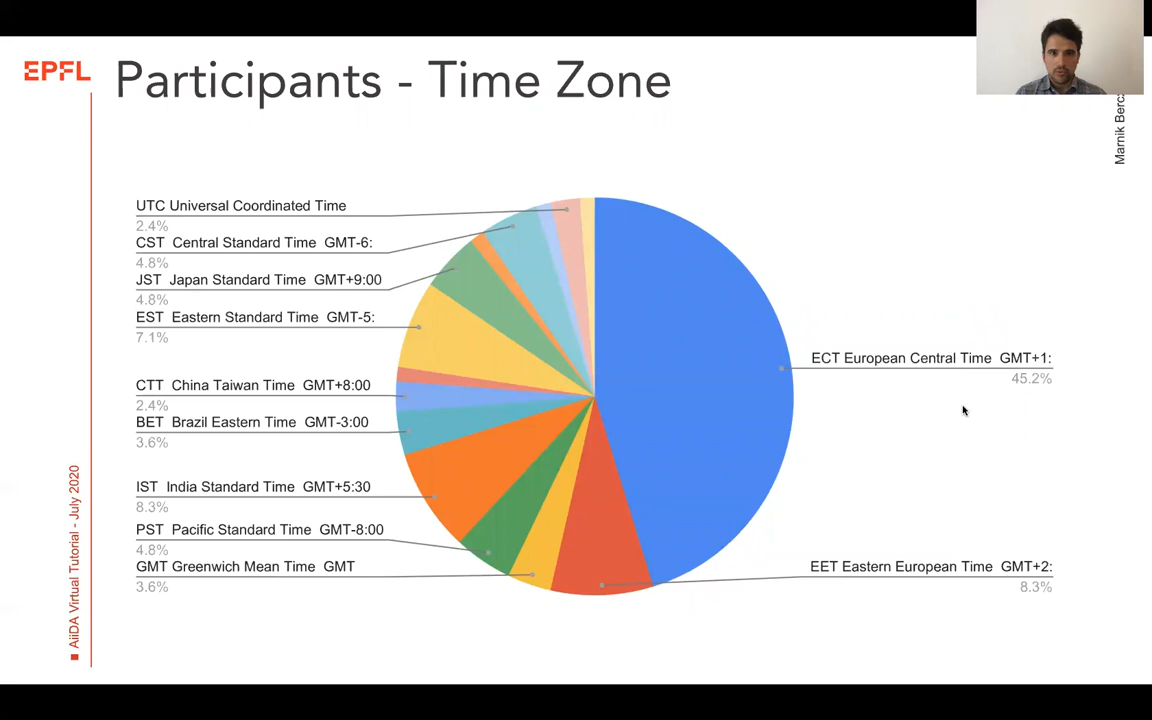 EPFL
Participants - Time Zone
Marnik Berc
UTC Universal Coordinated Time
2.4%
CST Central Standard Time GMT-6:
4.8%
JST Japan Standard Time GMT+9:00
4.8%
EST Eastern Standard Time GMT-5:
7.1%
CTT China Taiwan Time GMT+8:00
2.4%
BET Brazil Eastern Time GMT-3:00
3.6%
IST India Standard Time GMT+5:30
8.3%
PST Pacific Standard Time GMT-8:00
4.8%
GMT Greenwich Mean Time GMT
3.6%
ECT European Central Time GMT+1:
45.2%
EET Eastern European Time GMT+2:
8.3%
AiiDA Virtual Tutorial - July 2020